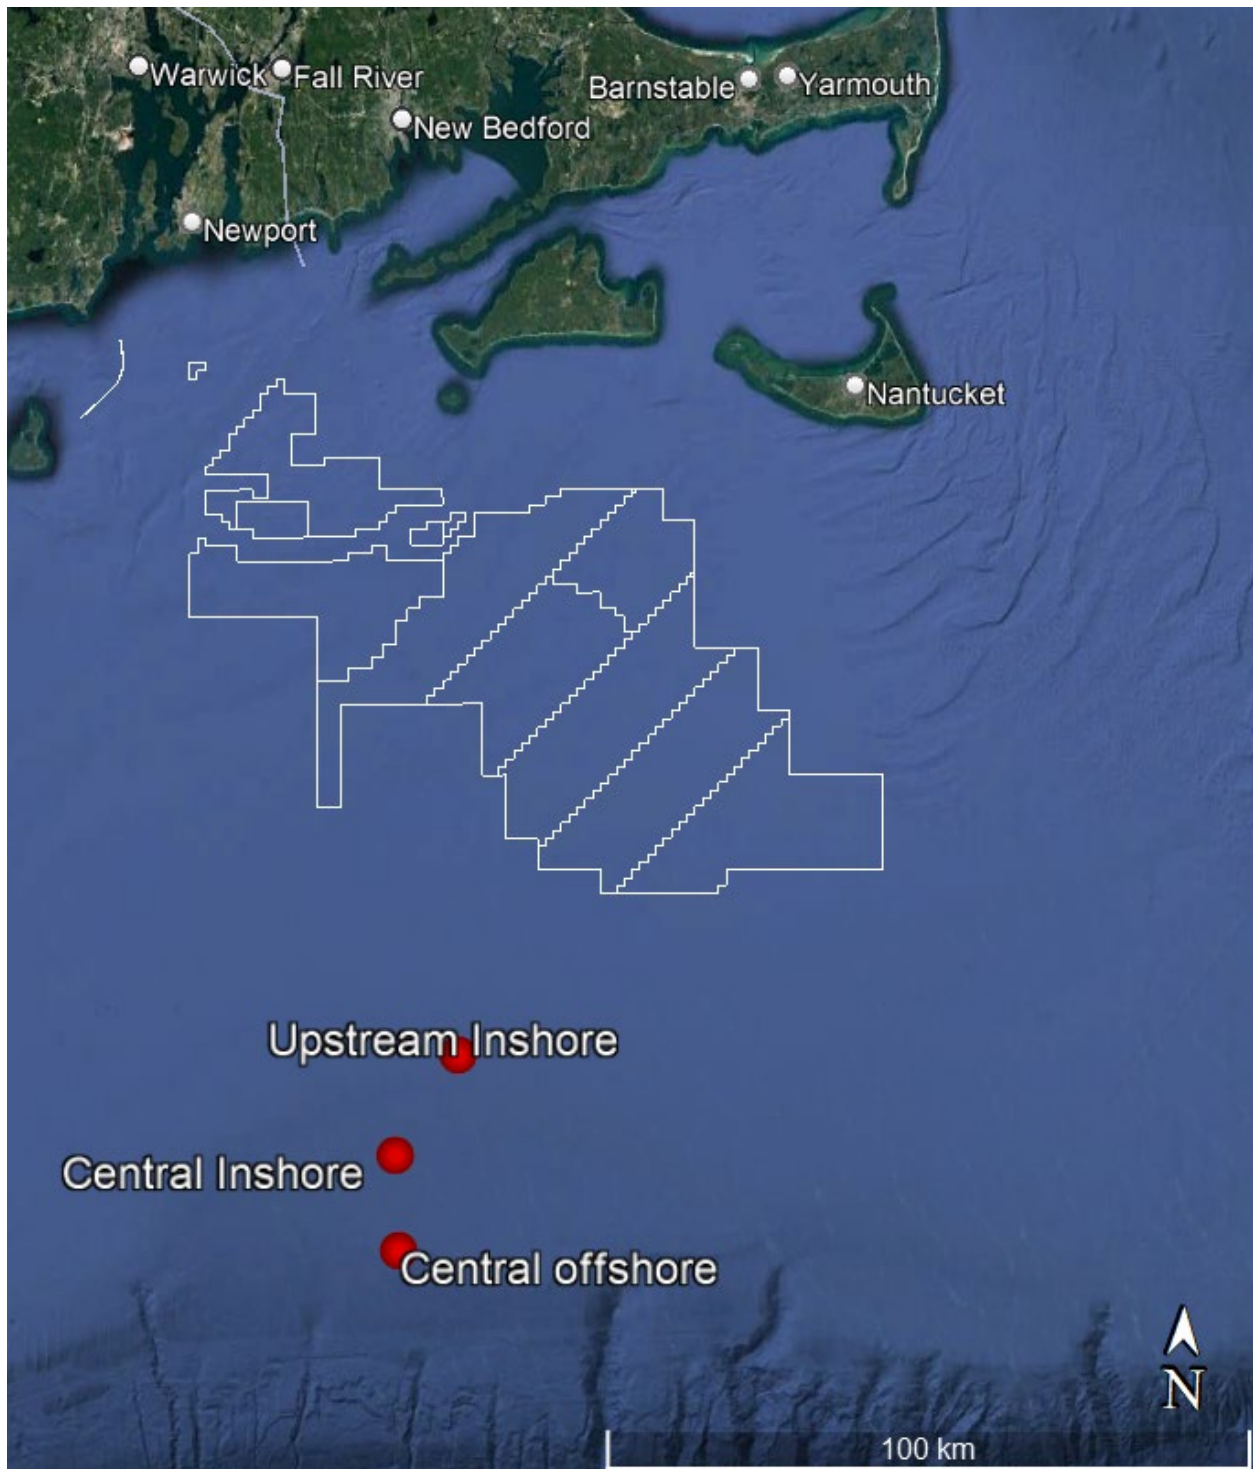 Warwick
Fall River
Barnstable
Yarmouth
New Bedford
Newport
Nantucket
Upstream Inshore
Central Inshore
Central offshore
N
100 km